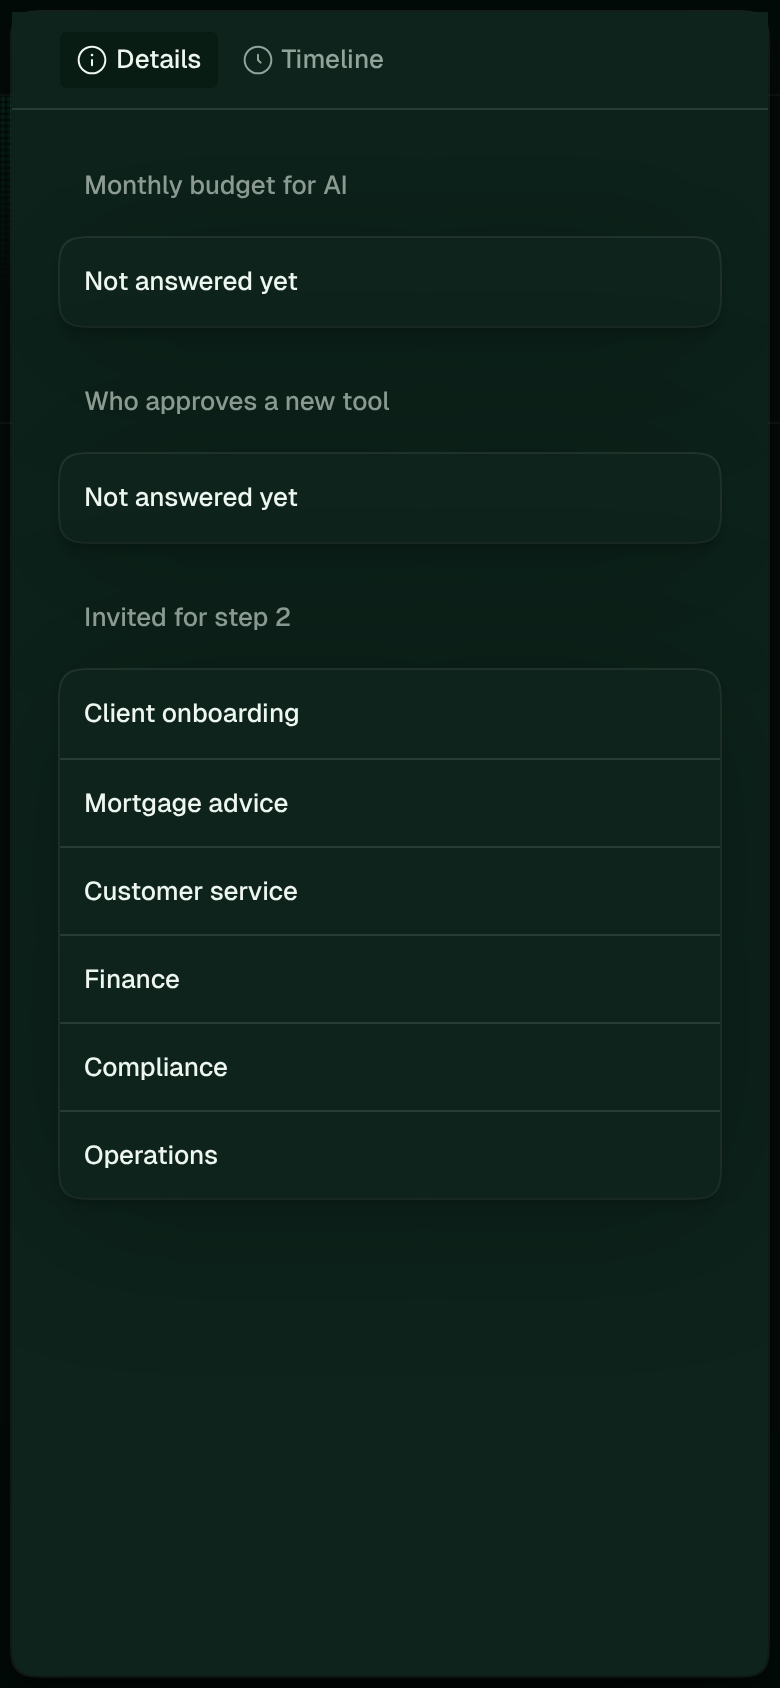 Details
Timeline
Monthly budget for AI
Not answered yet
Who approves a new tool
Not answered yet
Invited for step 2
Client onboarding
Mortgage advice
Customer service
Finance
Compliance
Operations